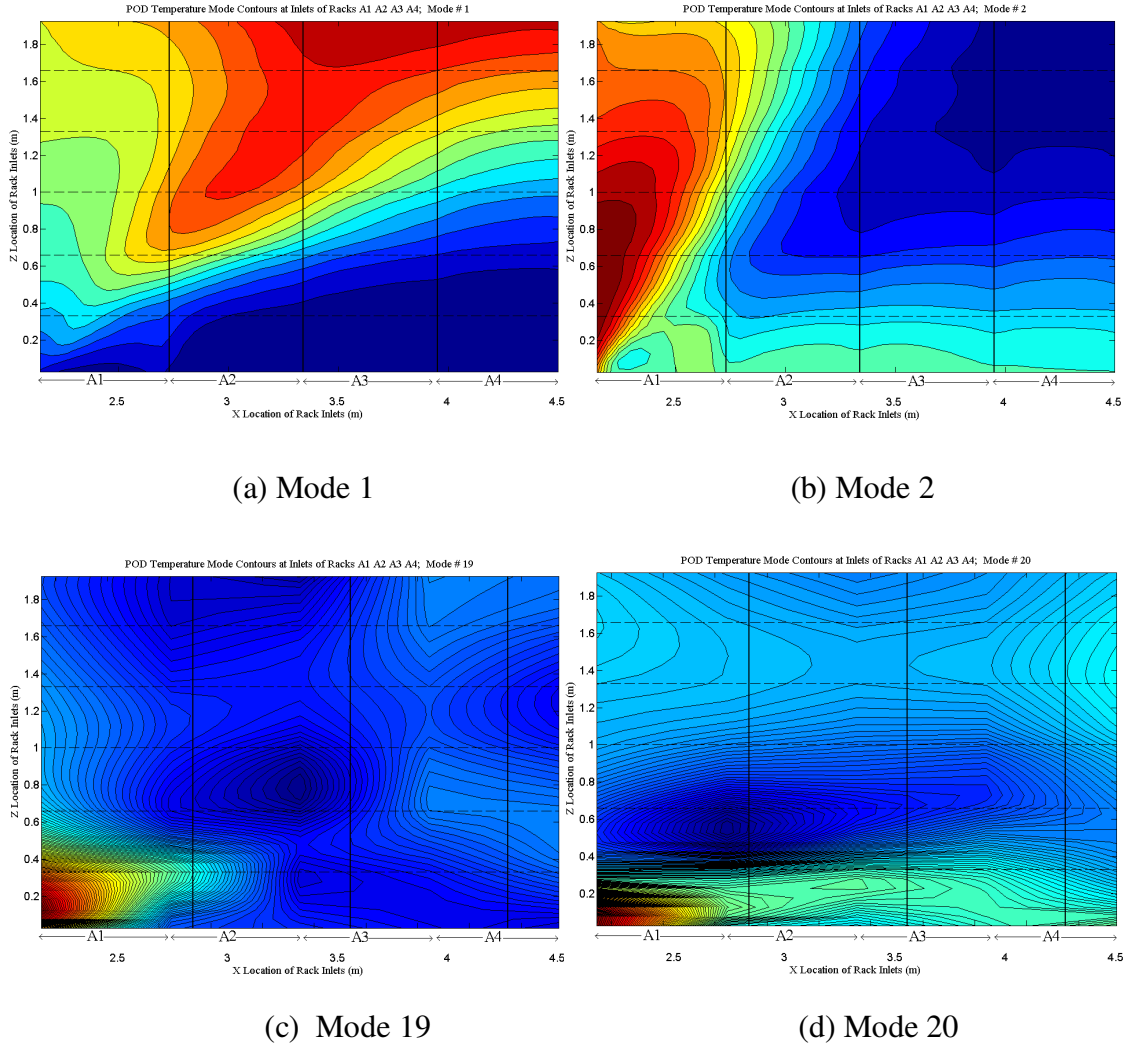 POD Temperature Mode Contours at Inlets of Racks A1 A2 A3 A4; Mode # 1
Z Location of Rack Inlets (m)
1.8
1.6
1.4
1.2
1
0.8
0.6
0.4
0.2
A1 A2 A3 A4
2.5 3 3.5 4 4.5
X Location of Rack Inlets (m)
(a) Mode 1
POD Temperature Mode Contours at Inlets of Racks A1 A2 A3 A4; Mode # 2
Z Location of Rack Inlets (m)
1.8
1.6
1.4
1.2
1
0.8
0.6
0.4
0.2
A1 A2 A3 A4
2.5 3 3.5 4 4.5
X Location of Rack Inlets (m)
(b) Mode 2
POD Temperature Mode Contours at Inlets of Racks A1 A2 A3 A4; Mode # 19
Z Location of Rack Inlets (m)
1.8
1.6
1.4
1.2
1
0.8
0.6
0.4
0.2
A1 A2 A3 A4
2.5 3 3.5 4 4.5
X Location of Rack Inlets (m)
(c) Mode 19
POD Temperature Mode Contours at Inlets of Racks A1 A2 A3 A4; Mode # 20
Z Location of Rack Inlets (m)
1.8
1.6
1.4
1.2
1
0.8
0.6
0.4
0.2
A1 A2 A3 A4
2.5 3 3.5 4 4.5
X Location of Rack Inlets (m)
(d) Mode 20